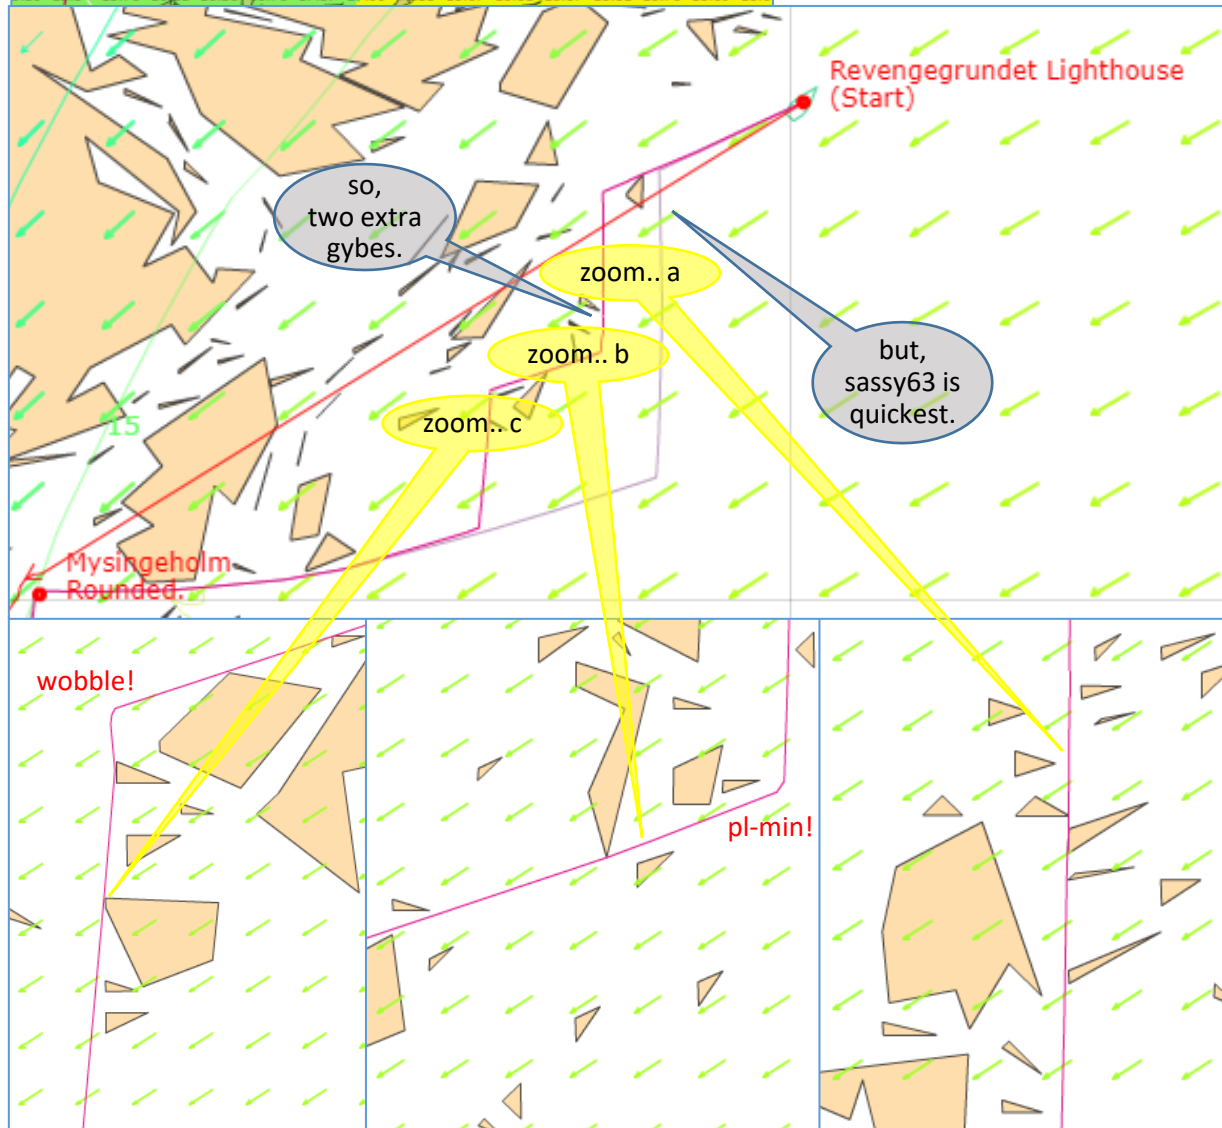 Revengegrundet Lighthouse
(Start)
so,
two extra
gybes.
zoom.. a
zoom.. b
but,
sassy63 is
quickest.
zoom.. c
15
Mysingeholm
Rounded.
wobble!
pl-min!